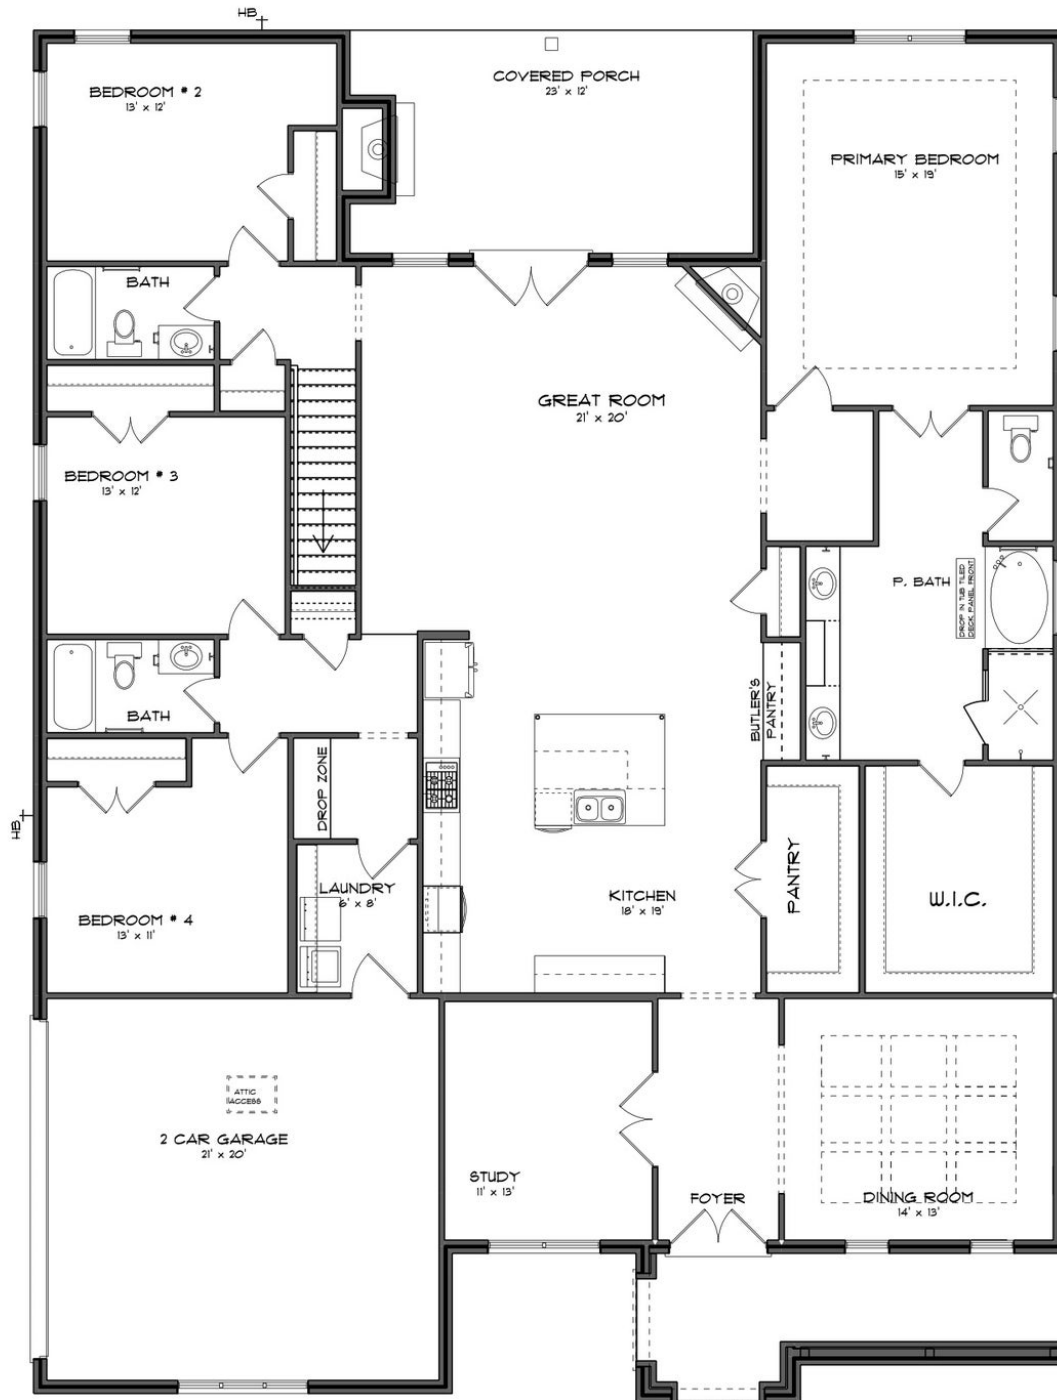 HB
BEDROOM # 2
13' x 12'
COVERED PORCH
23' x 12'
PRIMARY BEDROOM
15' x 19'
BATH
GREAT ROOM
21' x 20'
BEDROOM # 3
13' x 12'
P. BATH
DROP IN TUB TILED
DECK, PANEL FRONT
BATH
BUTLER'S
PANTRY
DROP ZONE
HB
LAUNDRY
6' x 8'
KITCHEN
18' x 19'
PANTRY
W.I.C.
BEDROOM # 4
13' x 11'
ATTIC
ACCESS
2 CAR GARAGE
21' x 20'
STUDY
11' x 13'
FOYER
DINING ROOM
14' x 13'